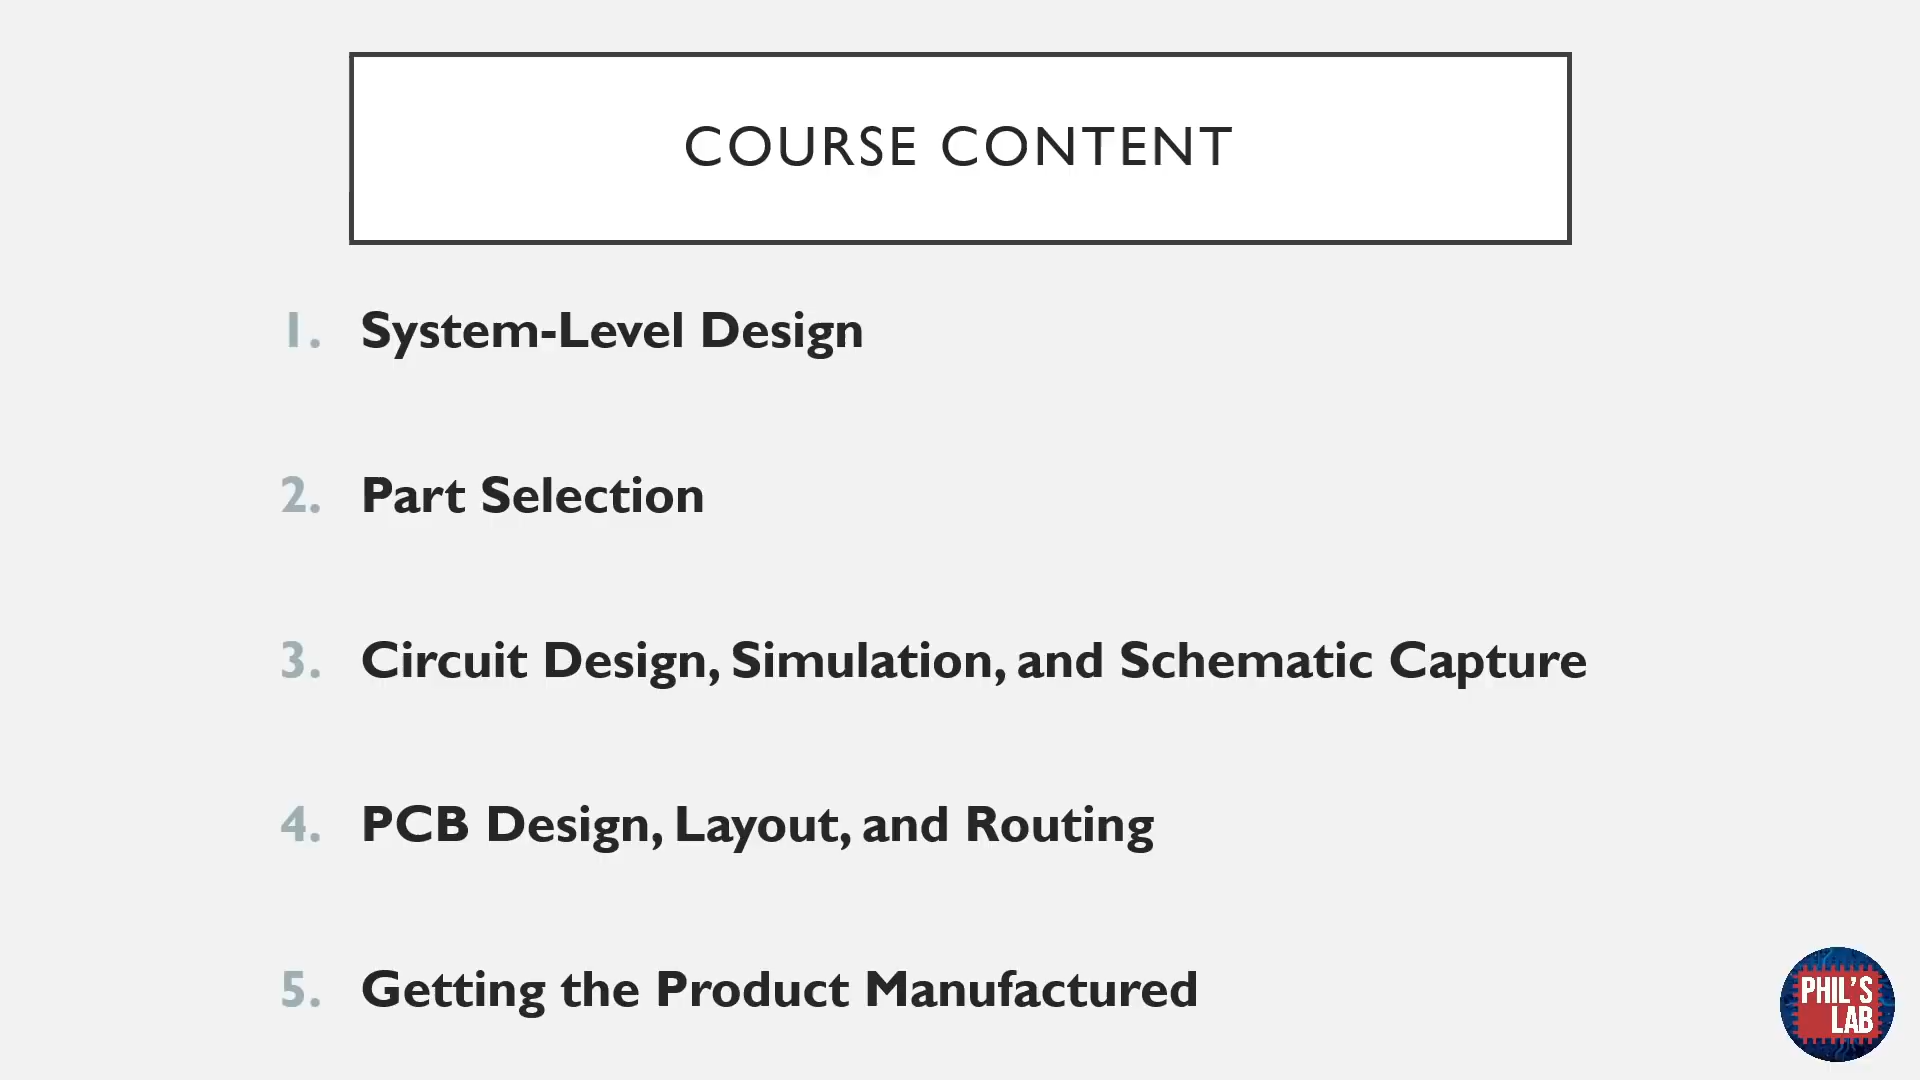 COURSE CONTENT
1. System-Level Design
2. Part Selection
3. Circuit Design, Simulation, and Schematic Capture
4. PCB Design, Layout, and Routing
5. Getting the Product Manufactured
PHIL'S
LAB